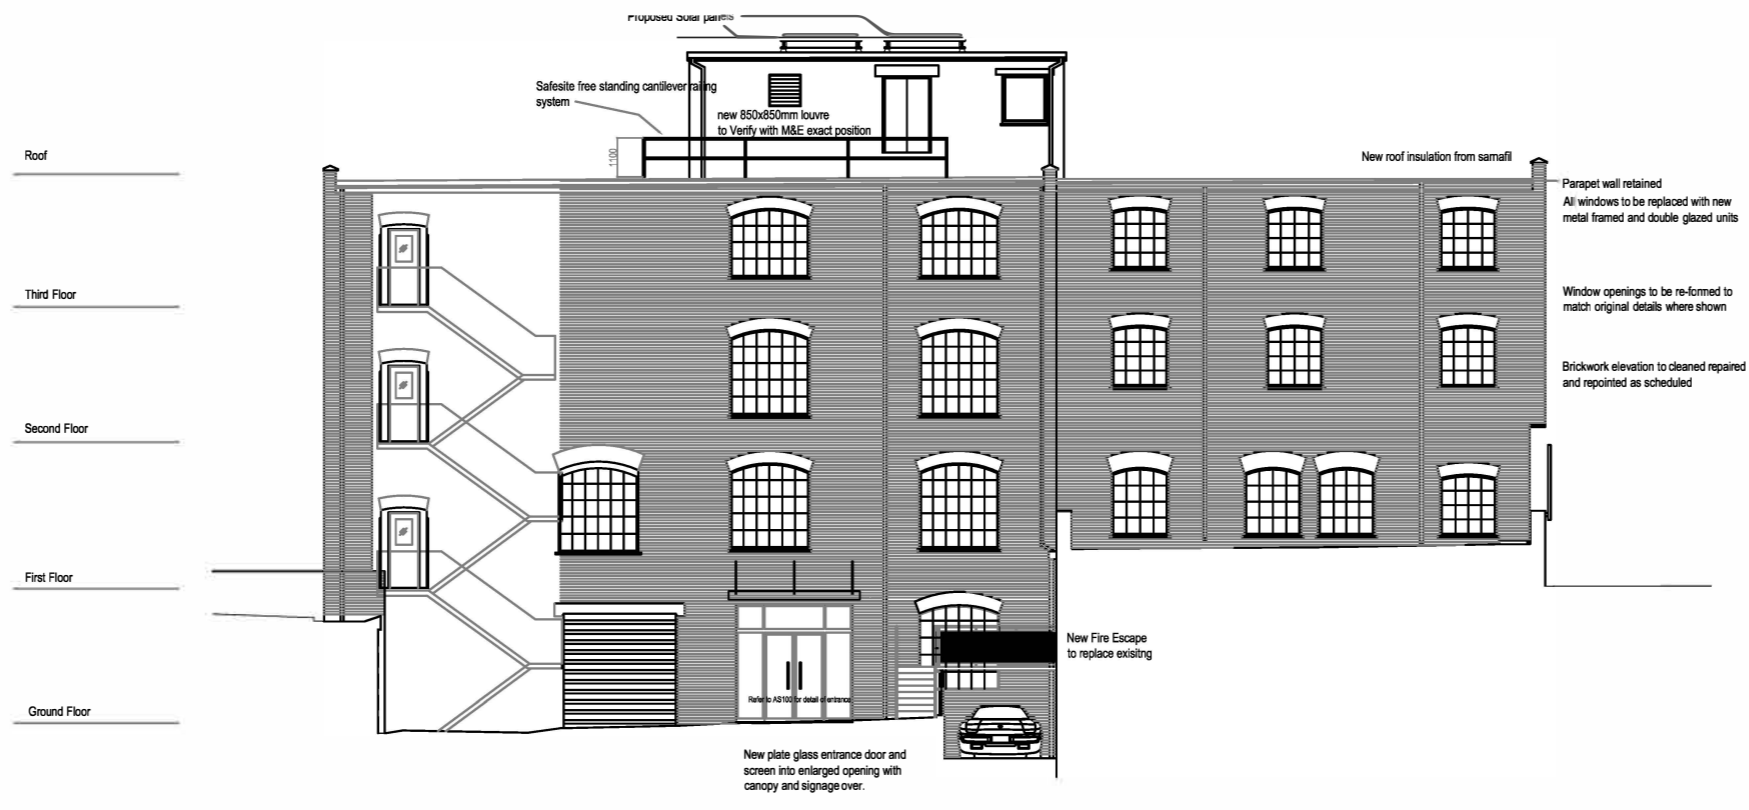 Proposed Solar panels
Safesite free standing cantilever railing
system
new 850x850mm louvre
to Verify with M&E exact position
1100
Roof
New roof insulation from sarnafil
Parapet wall retained
All windows to be replaced with new
metal framed and double glazed units
Third Floor
Window openings to be re-formed to
match original details where shown
Brickwork elevation to cleaned repaired
and repointed as scheduled
Second Floor
First Floor
New Fire Escape
to replace exisitng
Refer to AS100 for detail of entrance
Ground Floor
New plate glass entrance door and
screen into enlarged opening with
canopy and signage over.